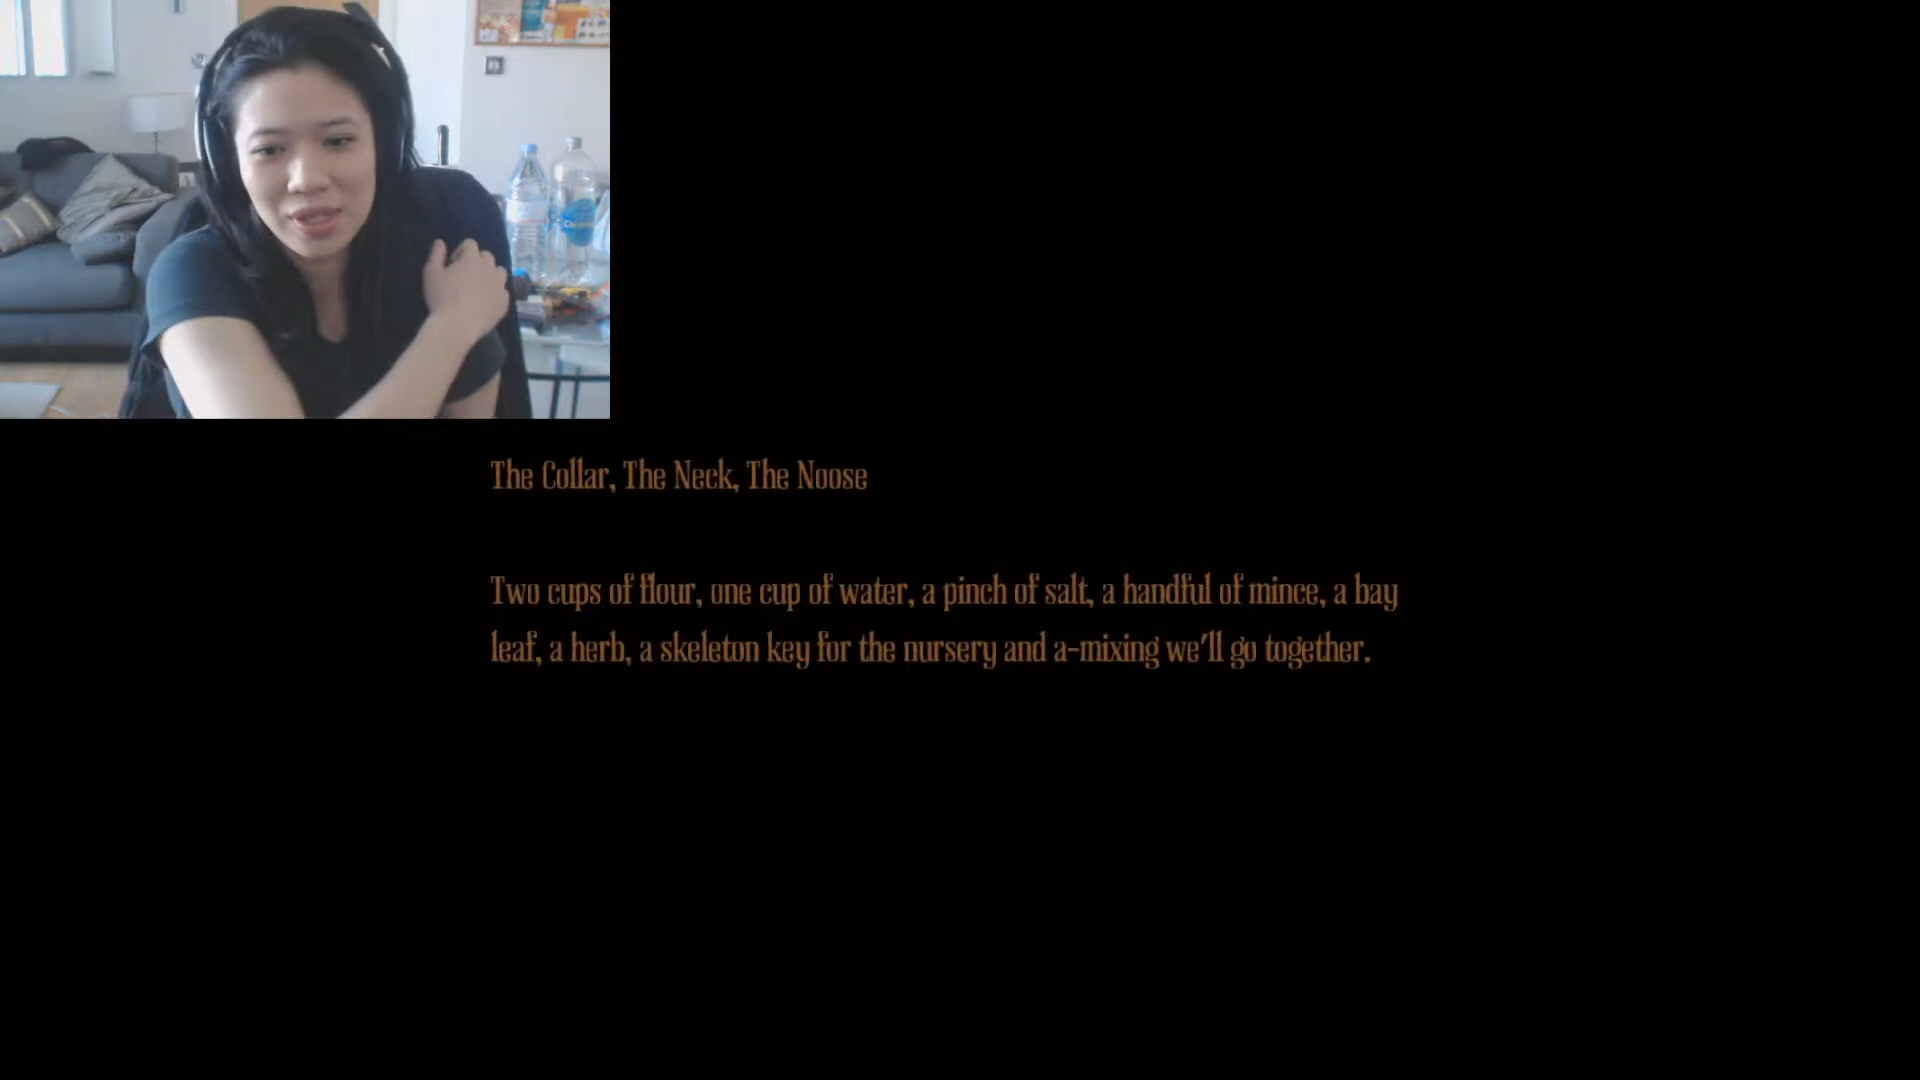 The Collar, The Neck, The Noose
Two cups of flour, one cup of water, a pinch of salt, a handful of mince, a bay
leaf, a herb, a skeleton key for the nursery and a-mixing we'll go together.